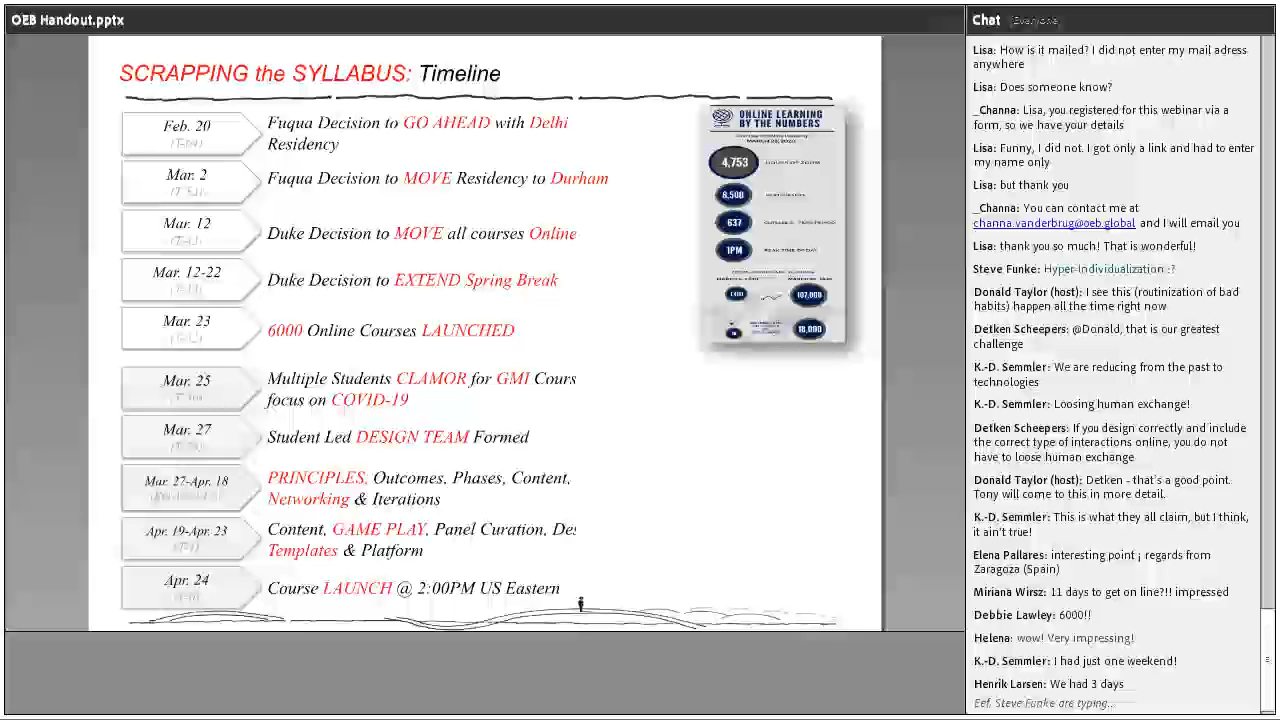 OEB Handout.pptx
SCRAPPING the SYLLABUS: Timeline
Feb. 20
Fuqua Decision to GO AHEAD with Delhi
Residency
Mar. 2
Fuqua Decision to MOVE Residency to Durham
Mar. 12
Duke Decision to MOVE all courses Online
Mar. 12-22
Duke Decision to EXTEND Spring Break
Mar. 23
6000 Online Courses LAUNCHED
Mar. 25
Multiple Students CLAMOR for GMI Cours
focus on COVID-19
Mar. 27
Student Led DESIGN TEAM Formed
Mar. 27-Apr. 18
PRINCIPLES, Outcomes, Phases, Content,
Networking & Iterations
Apr. 19-Apr. 23
Content, GAME PLAY, Panel Curation, Des
Templates & Platform
Apr. 24
Course LAUNCH @ 2:00PM US Eastern
ONLINE LEARNING
BY THE NUMBERS
4,753
8,500
637
1PM
107,000
18,000
Chat (Everyone)
Lisa: How is it mailed? I did not enter my mail adress
anywhere
Lisa: Does someone know?
_Channa: Lisa, you registered for this webinar via a
form, so we have your details
Lisa: Funny, I did not. I got only a link and had to enter
my name only
Lisa: but thank you
_Channa: You can contact me at
channa.vanderbrug@oeb.global and I will email you
Lisa: thank you so much! That is wonderful!
Steve Funke: Hyper-Individualization :?
Donald Taylor (host): I see this (routinization of bad
habits) happen all the time right now
Detken Scheepers: @Donald, that is our greatest
challenge
K.-D. Semmler: We are reducing from the past to
technologies
K.-D. Semmler: Loosing human exchange!
Detken Scheepers: If you design correctly and include
the correct type of interactions online, you do not
have to loose human exchange
Donald Taylor (host): Detken - that's a good point.
Tony will come to this in more detail.
K.-D. Semmler: This is what they all claim, but I think,
it ain't true!
Elena Pallares: interesting point ¡ regards from
Zaragoza (Spain)
Miriana Wirsz: 11 days to get on line?!! impressed
Debbie Lawley: 6000!!
Helena: wow! Very impressing!
K.-D. Semmler: I had just one weekend!
Henrik Larsen: We had 3 days
Eef, Steve Funke are typing...